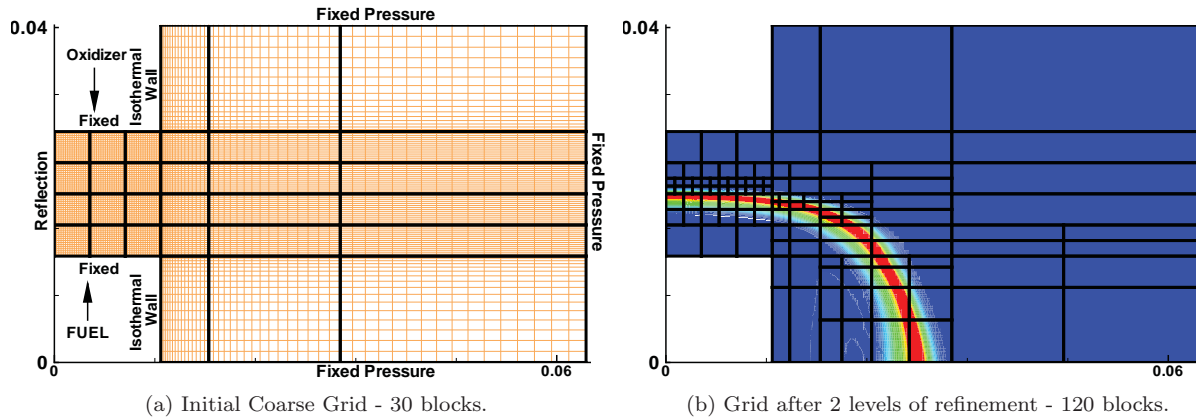 Fixed Pressure
0.04
Oxidizer
Isothermal
Wall
Fixed
Reflection
Fixed Pressure
Fixed
FUEL
Isothermal
Wall
0
0
Fixed Pressure
0.06
(a) Initial Coarse Grid - 30 blocks.
0.04
0
0
0.06
(b) Grid after 2 levels of refinement - 120 blocks.